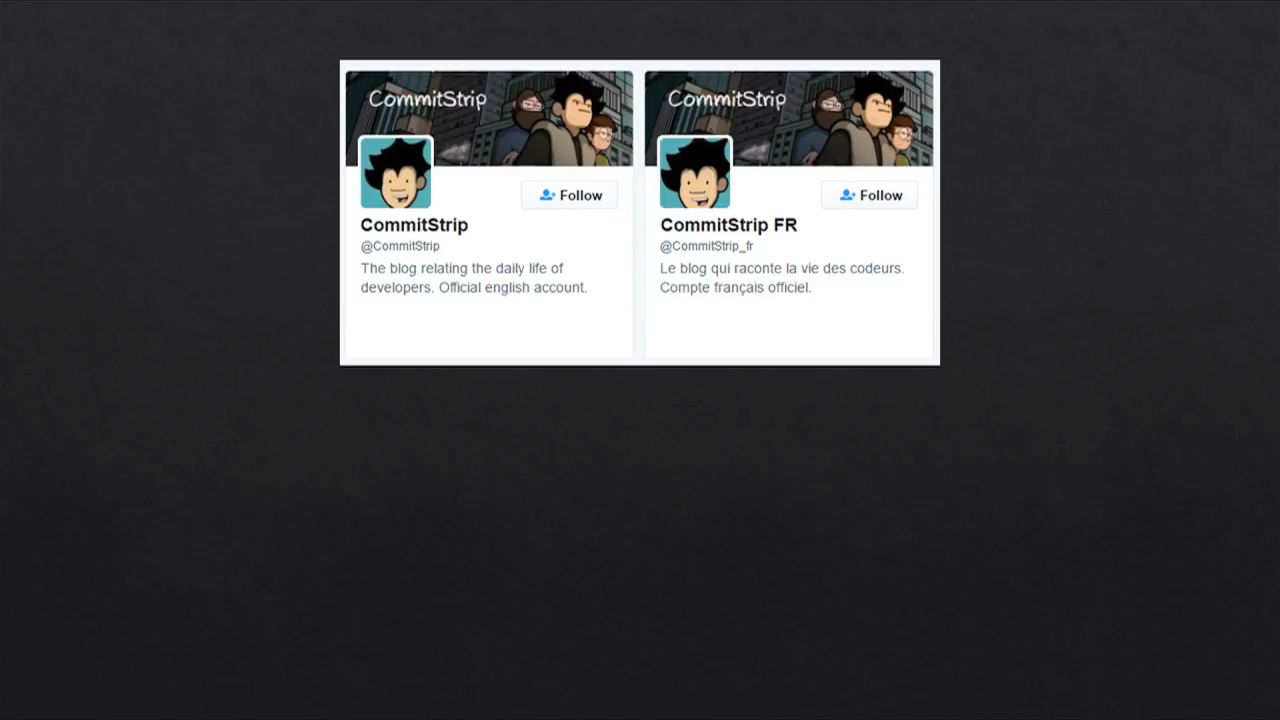 CommitStrip
Follow
CommitStrip
@CommitStrip
The blog relating the daily life of
developers. Official english account.
CommitStrip
Follow
CommitStrip FR
@CommitStrip_fr
Le blog qui raconte la vie des codeurs.
Compte français officiel.